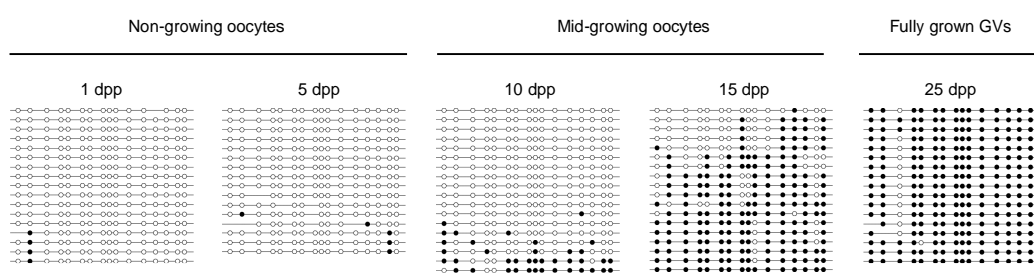 Non-growing oocytes Mid-growing oocytes Fully grown GVs
1 dpp 5 dpp 10 dpp 15 dpp 25 dpp